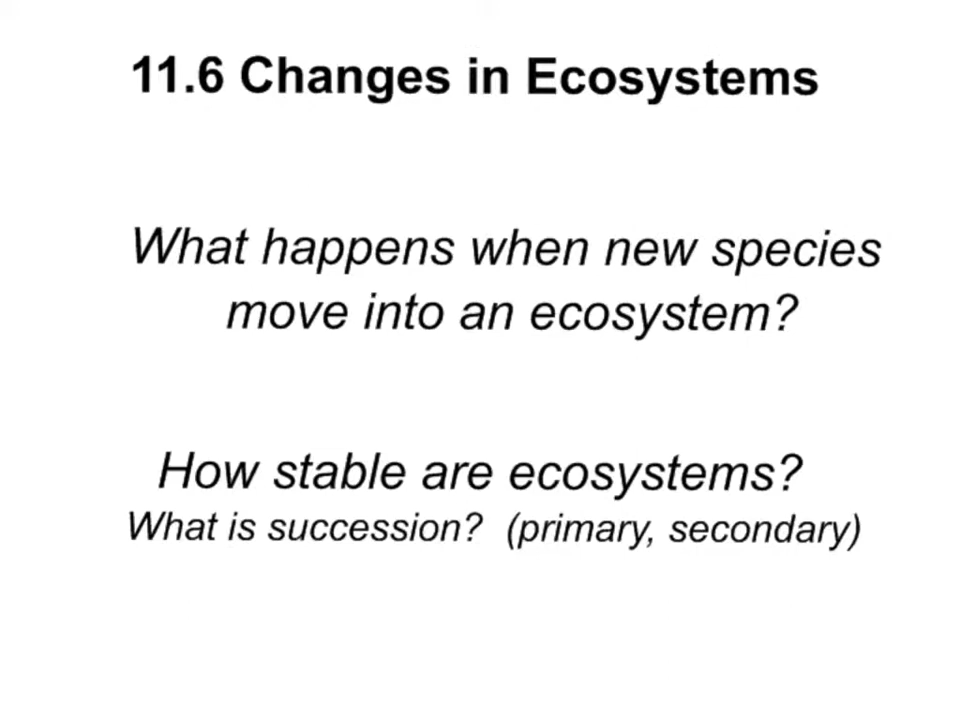 11.6 Changes in Ecosystems
What happens when new species
move into an ecosystem?
How stable are ecosystems?
What is succession? (primary, secondary)